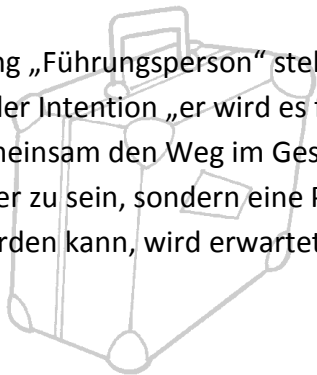 ng „Führungsperson“ stel
der Intention „er wird es
neinsam den Weg im Ges
er zu sein, sondern eine
rden kann, wird erwartet